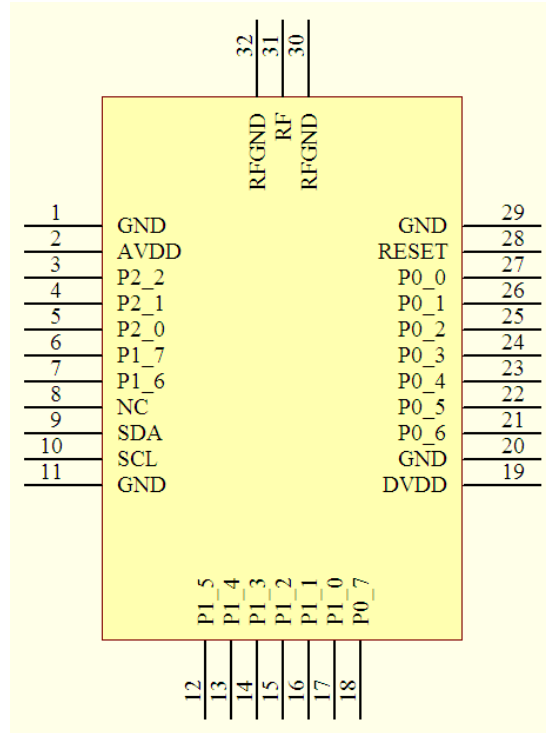 32 31 30
RFGND RF RFGND
1 GND GND 29
2 AVDD RESET 28
3 P2_2 P0_0 27
4 P2_1 P0_1 26
5 P2_0 P0_2 25
6 P1_7 P0_3 24
7 P1_6 P0_4 23
8 NC P0_5 22
9 SDA P0_6 21
10 SCL GND 20
11 GND DVDD 19
P1_5 P1_4 P1_3 P1_2 P1_1 P1_0 P0_7
12 13 14 15 16 17 18